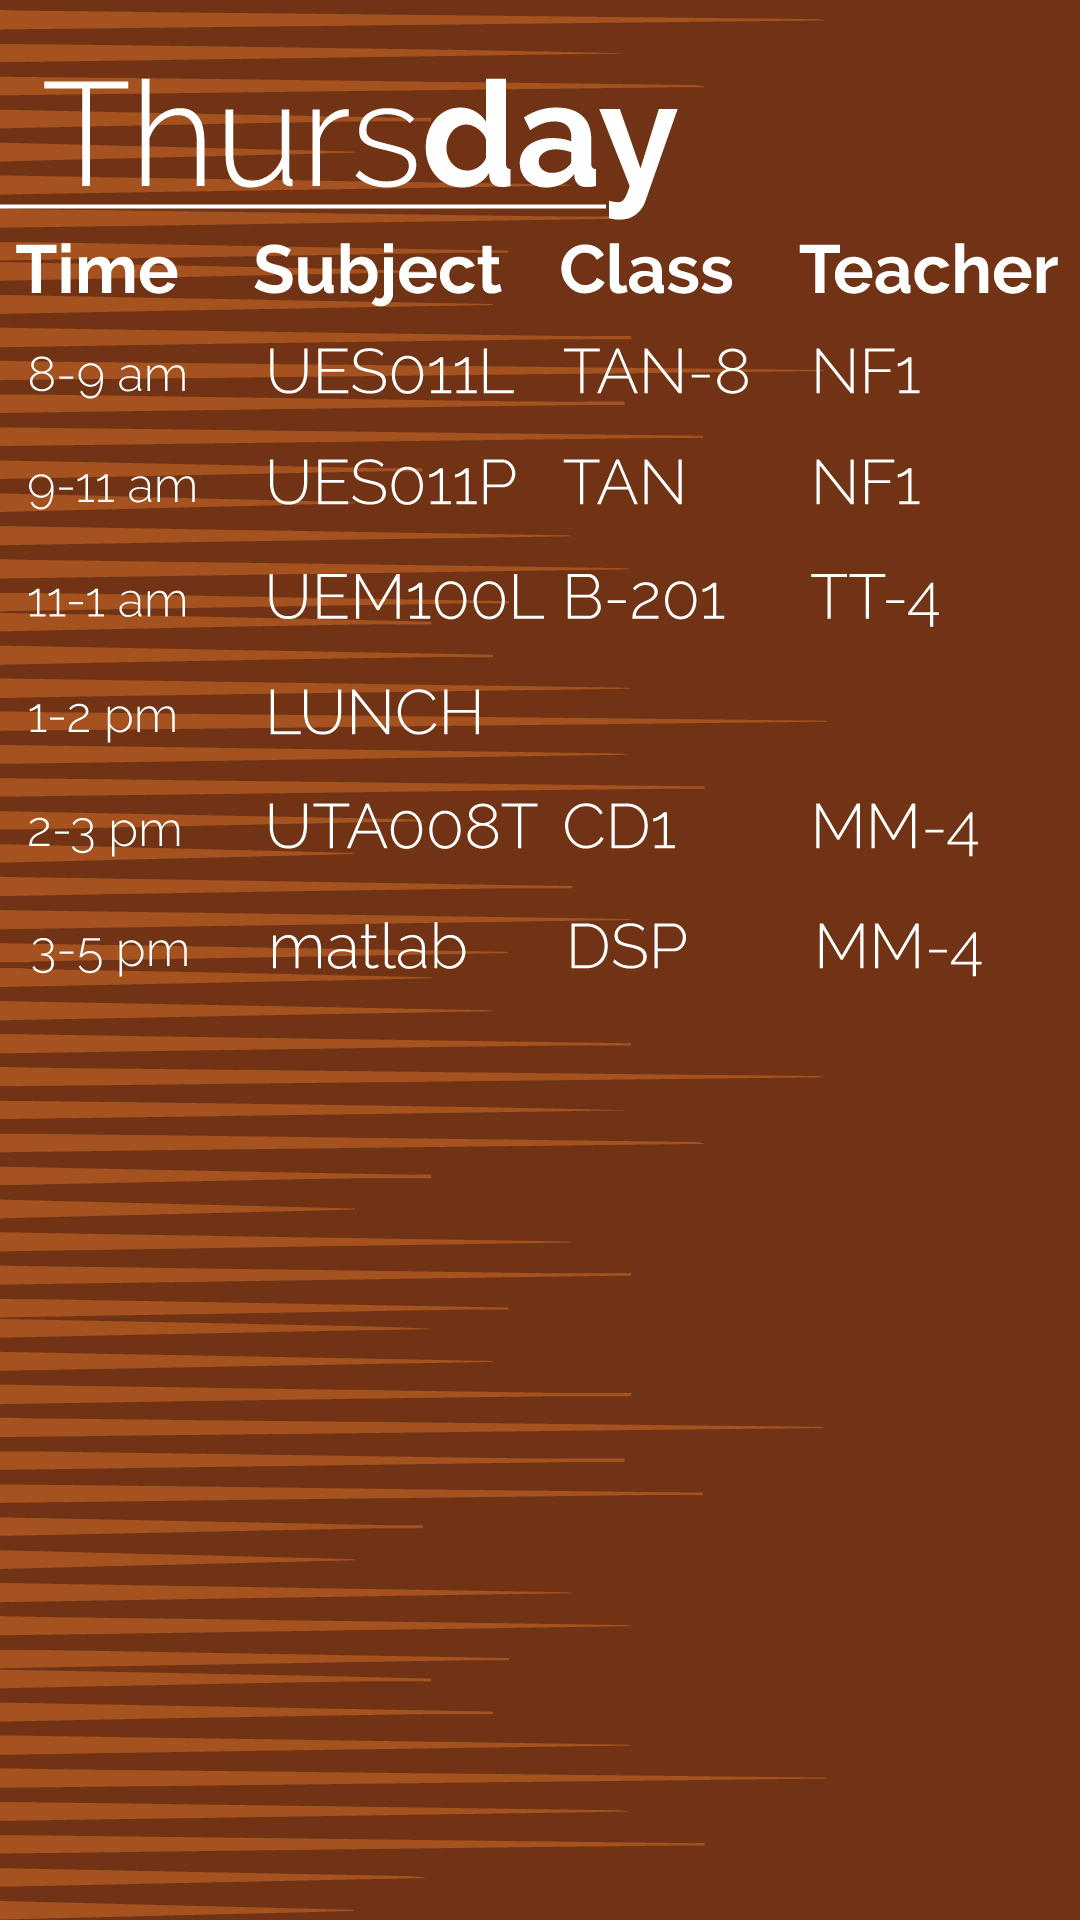 Thursday
Time Subject Class Teacher
8-9 am UES011L TAN-8 NF1
9-11 am UES011P TAN NF1
11-1 am UEM100L B-201 TT-4
1-2 pm LUNCH
2-3 pm UTA008T CD1 MM-4
3-5 pm matlab DSP MM-4